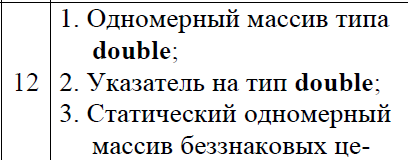 1. Одномерный массив типа
double;
12 2. Указатель на тип double;
3. Статический одномерный
массив беззнаковых це-